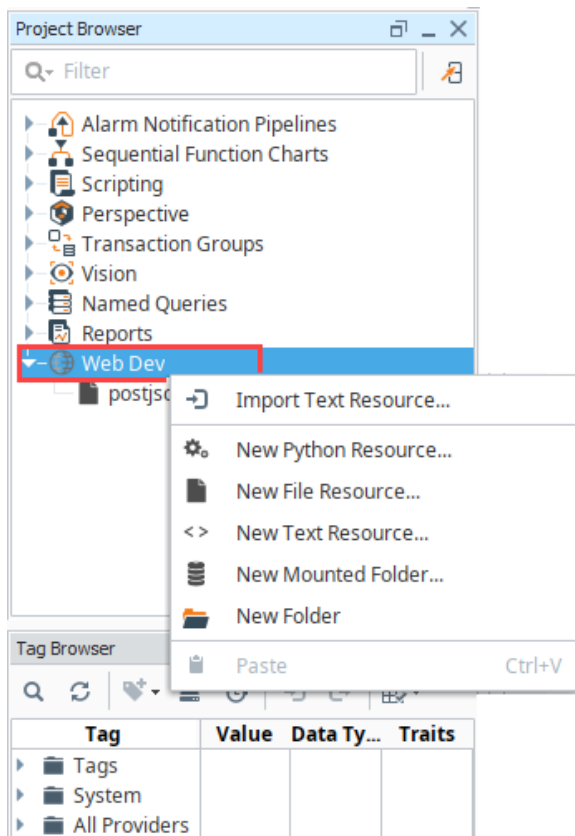 Project Browser
Filter
Alarm Notification Pipelines
Sequential Function Charts
Scripting
Perspective
Transaction Groups
Vision
Named Queries
Reports
Web Dev
postjs
Import Text Resource...
New Python Resource...
New File Resource...
New Text Resource...
New Mounted Folder...
New Folder
Paste Ctrl+V
Tag Browser
Tag Value Data Ty... Traits
Tags
System
All Providers